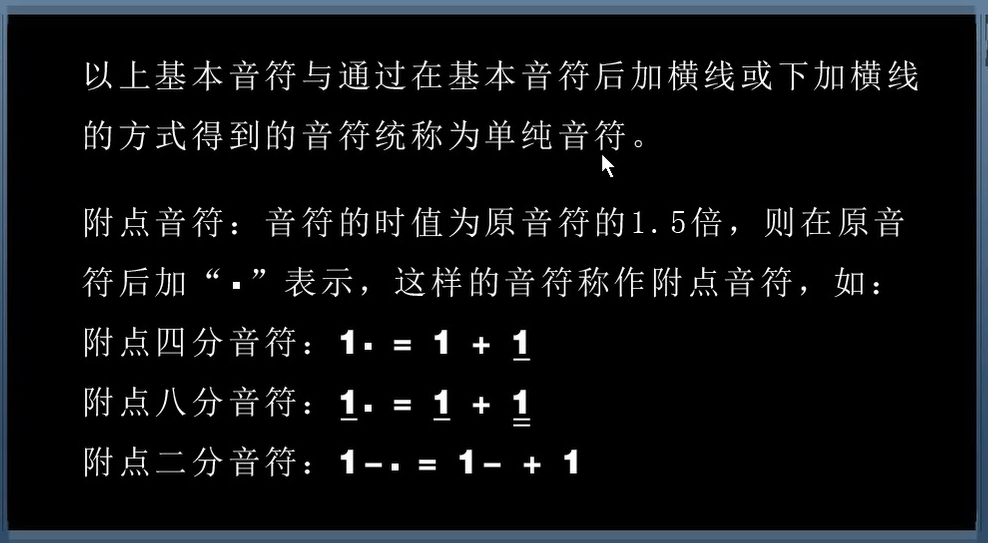 以上基本音符与通过在基本音符后加横线或下加横线
的方式得到的音符统称为单纯音符。
附点音符：音符的时值为原音符的1.5倍，则在原音
符后加“·”表示，这样的音符称作附点音符，如：
附点四分音符：1· = 1 + 1̲
附点八分音符：1̲· = 1̲ + 1̳
附点二分音符：1–· = 1– + 1